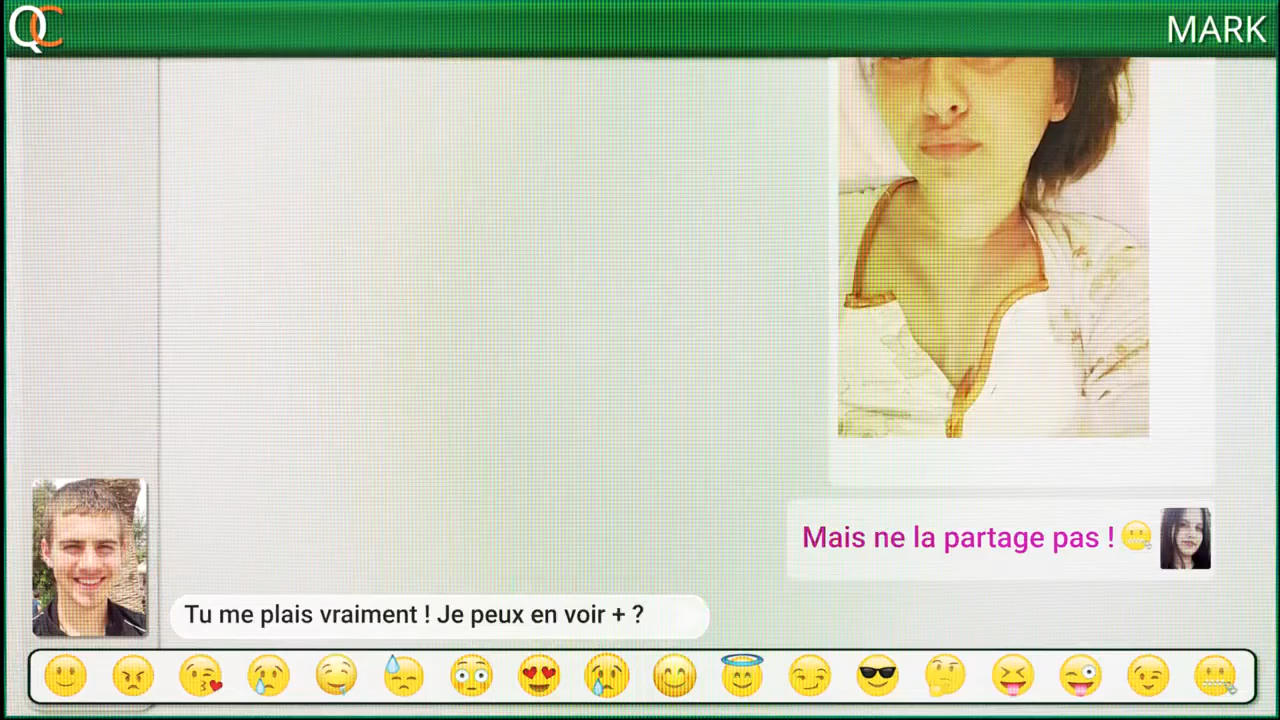 QC
MARK
Mais ne la partage pas !
Tu me plais vraiment ! Je peux en voir + ?